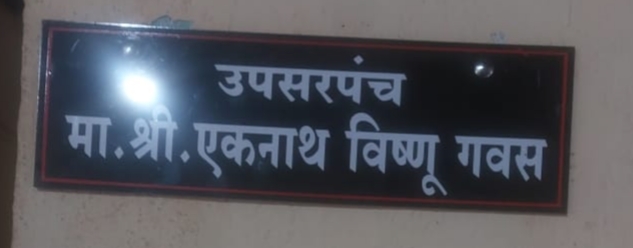 उपसरपंच
मा.श्री.एकनाथ विष्णू गवस